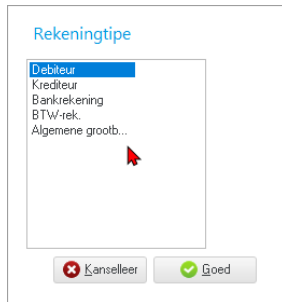 Rekeningtipe
Debiteur
Krediteur
Bankrekening
BTW-rek.
Algemene grootb...
Kanselleer
Goed